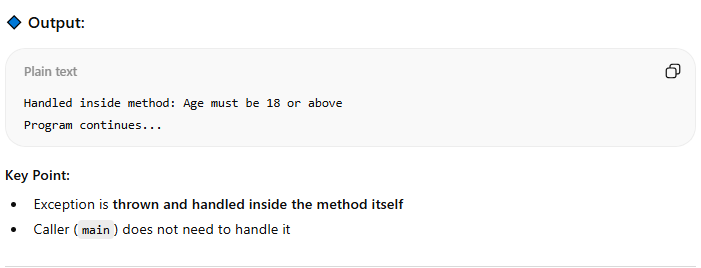 Output:
Plain text
Handled inside method: Age must be 18 or above
Program continues...
Key Point:
Exception is thrown and handled inside the method itself
Caller (main) does not need to handle it